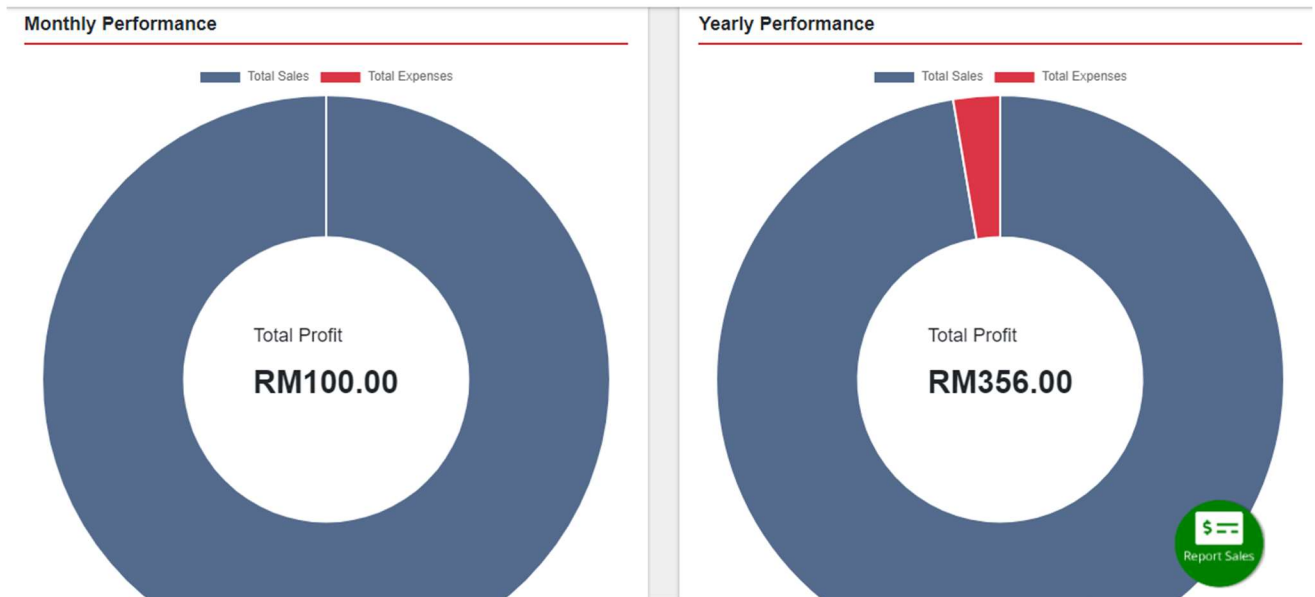 Monthly Performance
Total Sales Total Expenses
Total Profit
RM100.00
Yearly Performance
Total Sales Total Expenses
Total Profit
RM356.00
$
Report Sales